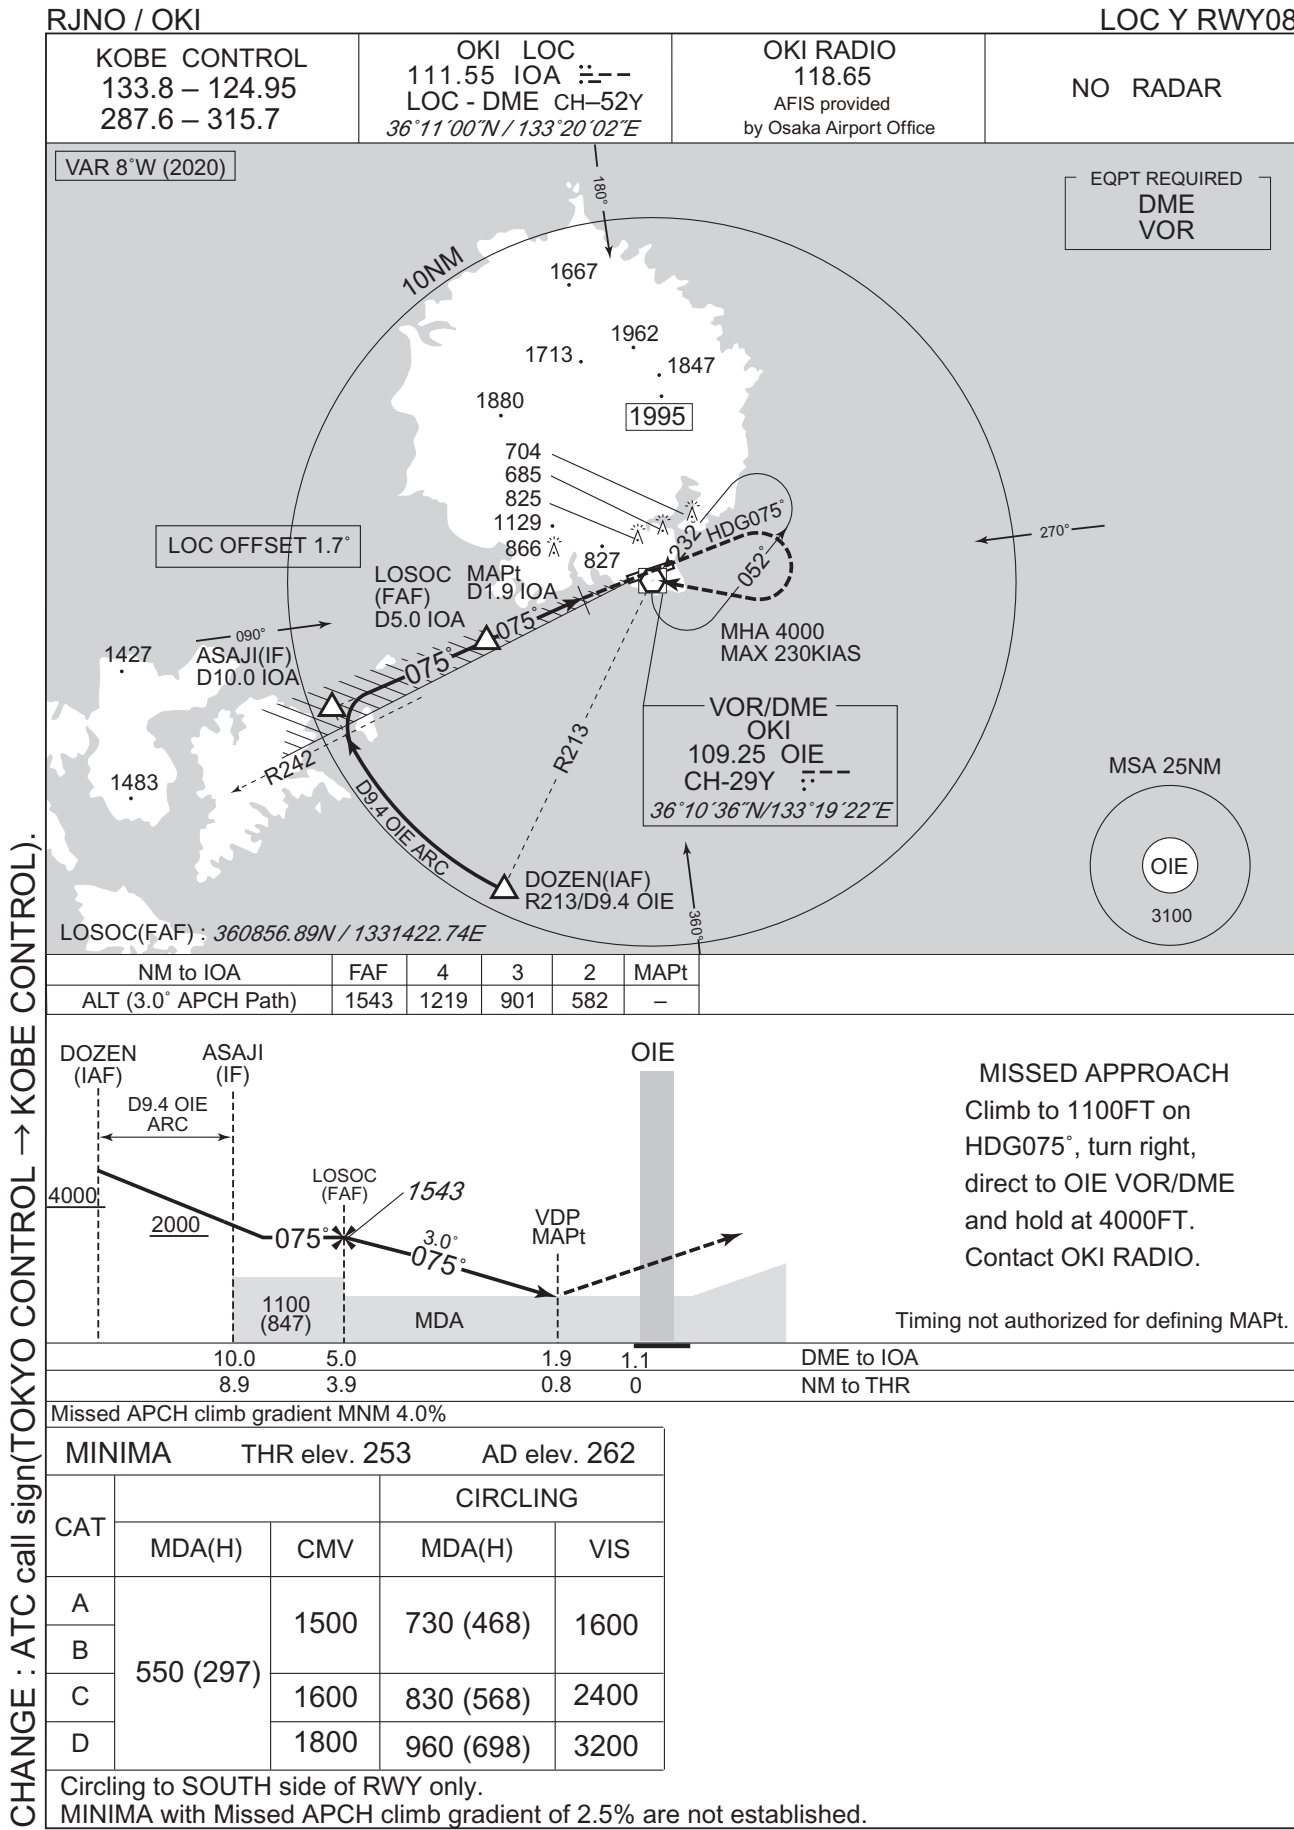 RJNO / OKI
LOC Y RWY08
KOBE CONTROL
133.8 – 124.95
287.6 – 315.7
OKI LOC
111.55 IOA
LOC - DME CH–52Y
36°11´00˝N / 133°20´02˝E
OKI RADIO
118.65
AFIS provided
by Osaka Airport Office
NO RADAR
VAR 8°W (2020)
EQPT REQUIRED
DME
VOR
180°
10NM
1667
1962
1713
1847
1880
1995
704
685
825
1129
866
827
232°
HDG075°
052°
270°
LOC OFFSET 1.7°
LOSOC
(FAF)
D5.0 IOA
MAPt
D1.9 IOA
075°
075°
090°
ASAJI(IF)
D10.0 IOA
1427
1483
MHA 4000
MAX 230KIAS
VOR/DME
OKI
109.25 OIE
CH-29Y
36°10´36˝N/133°19´22˝E
R213
R242
D9.4 OIE ARC
DOZEN(IAF)
R213/D9.4 OIE
360°
MSA 25NM
OIE
3100
LOSOC(FAF) : 360856.89N / 1331422.74E
NM to IOA FAF 4 3 2 MAPt
ALT (3.0° APCH Path) 1543 1219 901 582 –
DOZEN
(IAF)
ASAJI
(IF)
D9.4 OIE
ARC
OIE
LOSOC
(FAF)
1543
4000
2000
075°
3.0°
075°
VDP
MAPt
1100
(847)
MDA
MISSED APPROACH
Climb to 1100FT on
HDG075°, turn right,
direct to OIE VOR/DME
and hold at 4000FT.
Contact OKI RADIO.
Timing not authorized for defining MAPt.
10.0 5.0 1.9 1.1 DME to IOA
8.9 3.9 0.8 0 NM to THR
Missed APCH climb gradient MNM 4.0%
MINIMA THR elev. 253 AD elev. 262
CAT
CIRCLING
MDA(H) CMV MDA(H) VIS
A
B
C
D
550 (297)
1500 730 (468) 1600
1600 830 (568) 2400
1800 960 (698) 3200
Circling to SOUTH side of RWY only.
MINIMA with Missed APCH climb gradient of 2.5% are not established.
CHANGE : ATC call sign(TOKYO CONTROL → KOBE CONTROL).